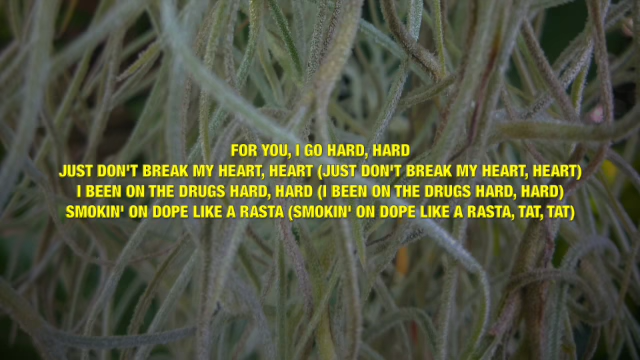 FOR YOU, I GO HARD, HARD
JUST DON'T BREAK MY HEART, HEART (JUST DON'T BREAK MY HEART, HEART)
I BEEN ON THE DRUGS HARD, HARD (I BEEN ON THE DRUGS HARD, HARD)
SMOKIN' ON DOPE LIKE A RASTA (SMOKIN' ON DOPE LIKE A RASTA, TAT, TAT)